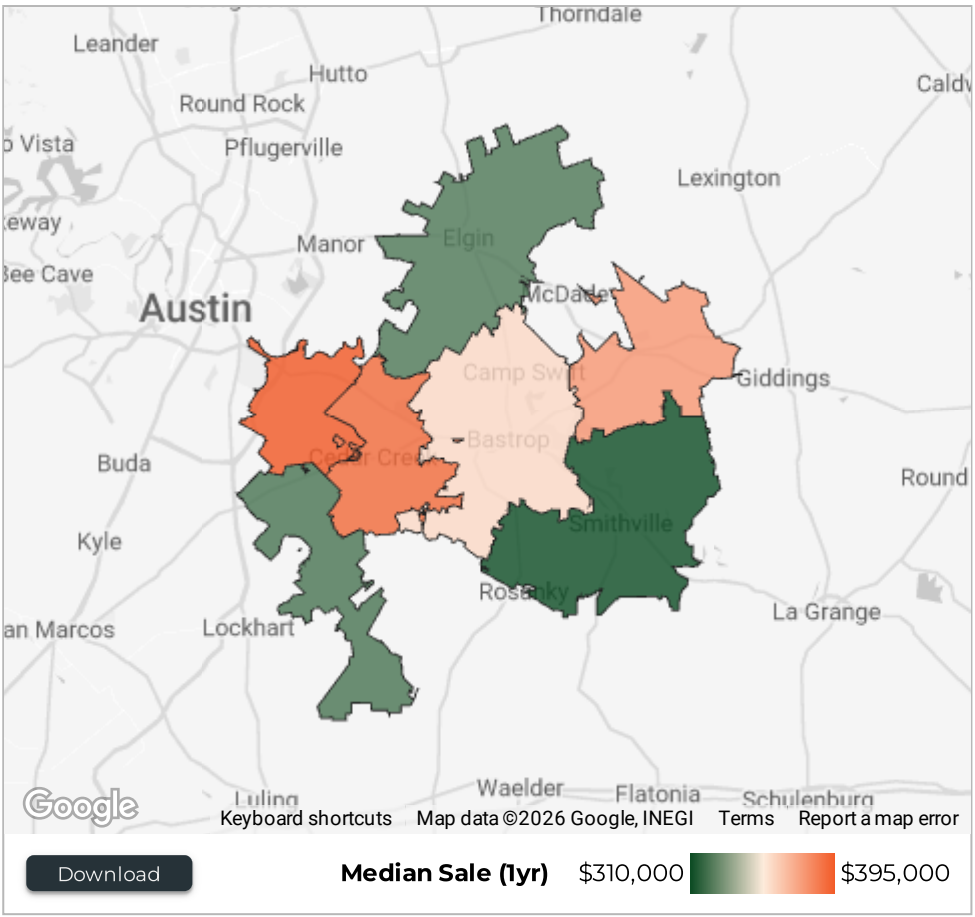 Thorndale
Leander
Hutto
Caldw
Round Rock
o Vista
Pflugerville
Lexington
keway
Manor
Elgin
Bee Cave
McDade
Austin
Camp Swift
Giddings
Bastrop
Cedar Creek
Buda
Round
Smithville
Kyle
Rosanky
La Grange
an Marcos
Lockhart
Waelder
Flatonia
Google
Luling
Schulenburg
Keyboard shortcuts Map data ©2026 Google, INEGI Terms Report a map error
Download Median Sale (1yr) $310,000 $395,000